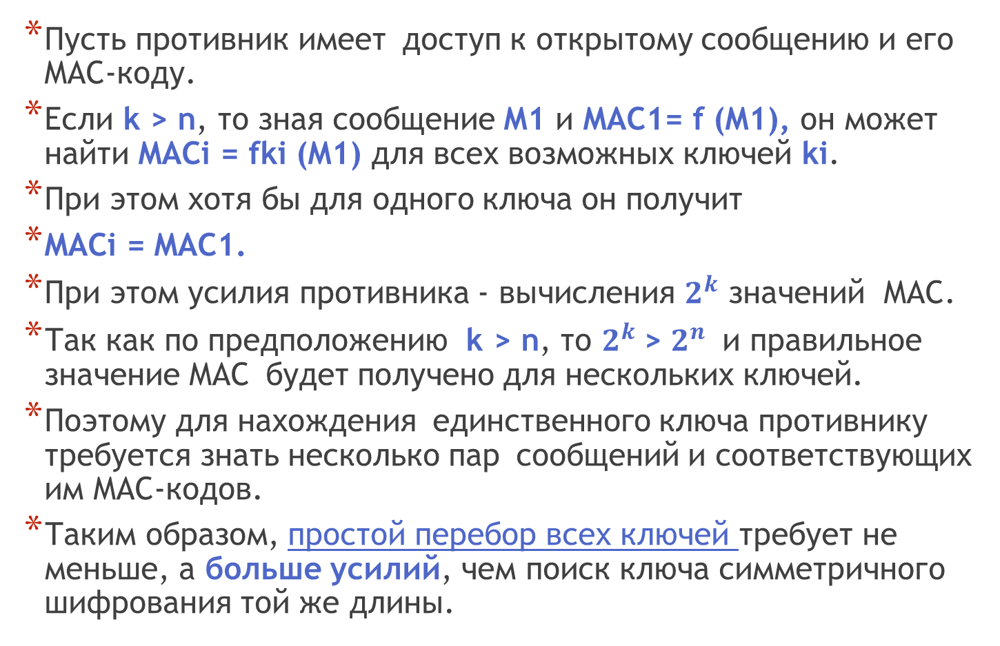 * Пусть противник имеет доступ к открытому сообщению и его
МАС-коду.
* Если k > n, то зная сообщение M1 и MAC1= f (M1), он может
найти MACi = fki (M1) для всех возможных ключей ki.
* При этом хотя бы для одного ключа он получит
* MACi = MAC1.
* При этом усилия противника - вычисления 2^k значений МАС.
* Так как по предположению k > n, то 2^k > 2^n и правильное
значение МАС будет получено для нескольких ключей.
* Поэтому для нахождения единственного ключа противнику
требуется знать несколько пар сообщений и соответствующих
им МАС-кодов.
* Таким образом, простой перебор всех ключей требует не
меньше, а больше усилий, чем поиск ключа симметричного
шифрования той же длины.